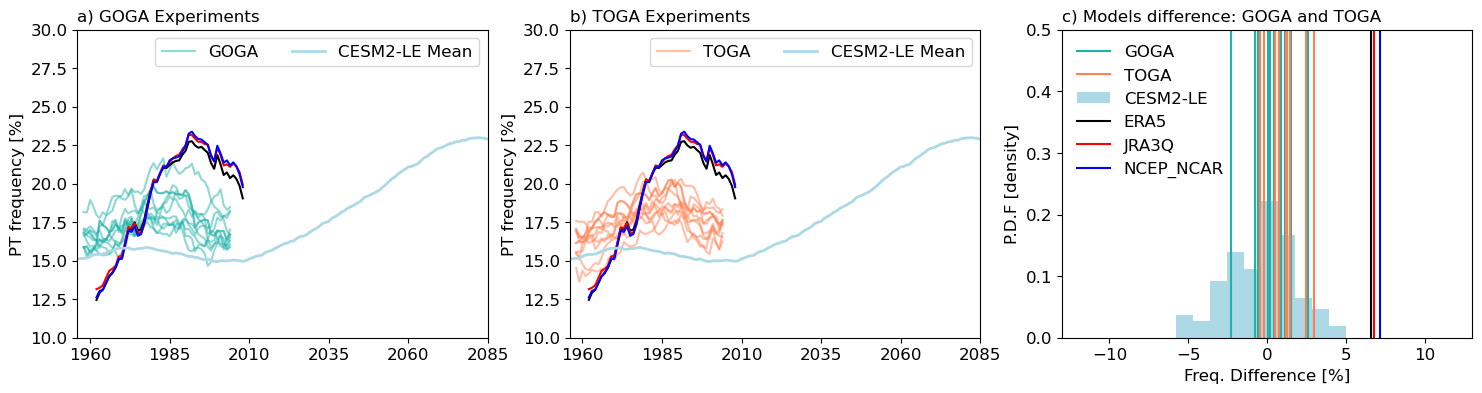 a) GOGA Experiments
GOGA
CESM2-LE Mean
PT frequency [%]
30.0
27.5
25.0
22.5
20.0
17.5
15.0
12.5
10.0
1960
1985
2010
2035
2060
2085
b) TOGA Experiments
TOGA
CESM2-LE Mean
PT frequency [%]
30.0
27.5
25.0
22.5
20.0
17.5
15.0
12.5
10.0
1960
1985
2010
2035
2060
2085
c) Models difference: GOGA and TOGA
GOGA
TOGA
CESM2-LE
ERA5
JRA3Q
NCEP_NCAR
P.D.F [density]
0.5
0.4
0.3
0.2
0.1
0.0
−10
−5
0
5
10
Freq. Difference [%]